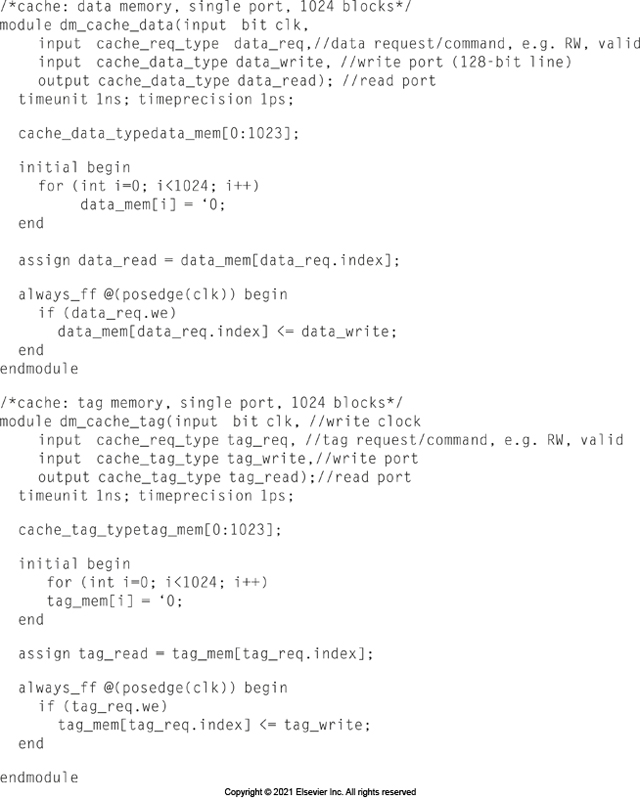 /*cache: data memory, single port, 1024 blocks*/
module dm_cache_data(input bit clk,
input cache_req_type data_req,//data request/command, e.g. RW, valid
input cache_data_type data_write, //write port (128-bit line)
output cache_data_type data_read); //read port
timeunit 1ns; timeprecision 1ps;
cache_data_typedata_mem[0:1023];
initial begin
for (int i=0; i<1024; i++)
data_mem[i] = ‘0;
end
assign data_read = data_mem[data_req.index];
always_ff @(posedge(clk)) begin
if (data_req.we)
data_mem[data_req.index] <= data_write;
end
endmodule
/*cache: tag memory, single port, 1024 blocks*/
module dm_cache_tag(input bit clk, //write clock
input cache_req_type tag_req, //tag request/command, e.g. RW, valid
input cache_tag_type tag_write,//write port
output cache_tag_type tag_read);//read port
timeunit 1ns; timeprecision 1ps;
cache_tag_typetag_mem[0:1023];
initial begin
for (int i=0; i<1024; i++)
tag_mem[i] = ‘0;
end
assign tag_read = tag_mem[tag_req.index];
always_ff @(posedge(clk)) begin
if (tag_req.we)
tag_mem[tag_req.index] <= tag_write;
end
endmodule
Copyright © 2021 Elsevier Inc. All rights reserved